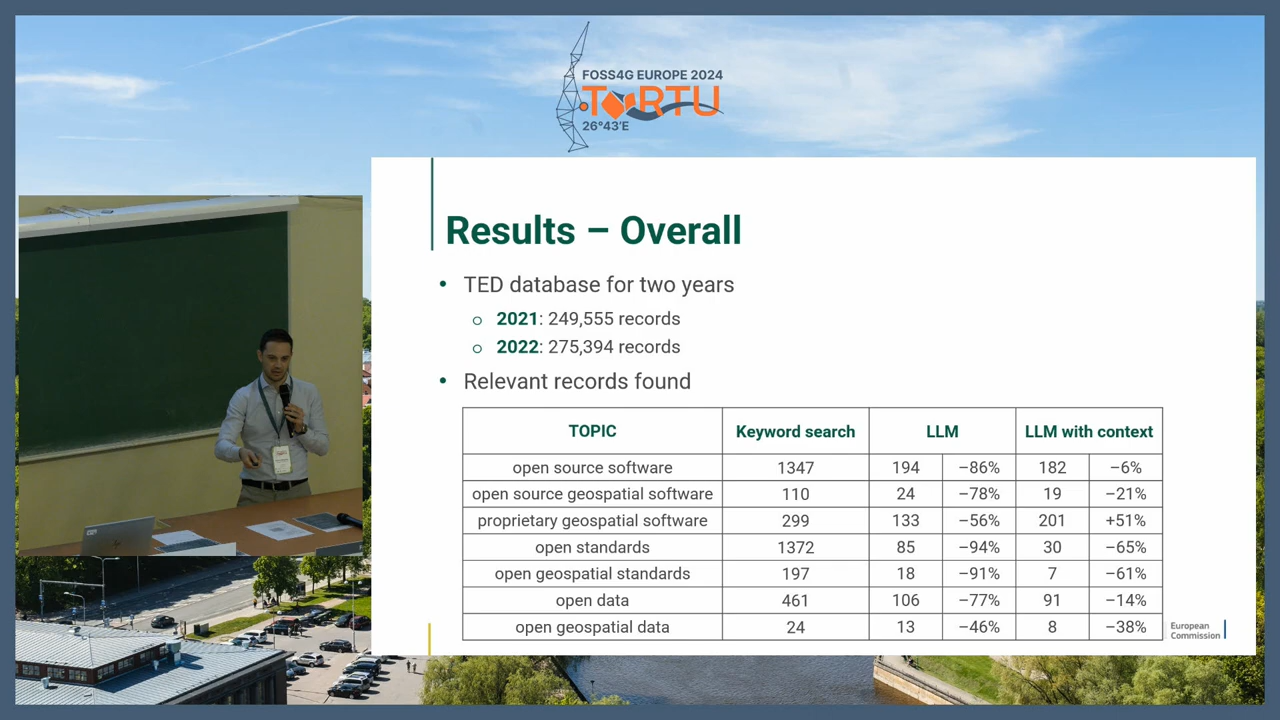 FOSS4G EUROPE 2024
TARTU
26°43'E
Results – Overall
• TED database for two years
o 2021: 249,555 records
o 2022: 275,394 records
• Relevant records found
TOPIC Keyword search LLM LLM with context
open source software 1347 194 –86% 182 –6%
open source geospatial software 110 24 –78% 19 –21%
proprietary geospatial software 299 133 –56% 201 +51%
open standards 1372 85 –94% 30 –65%
open geospatial standards 197 18 –91% 7 –61%
open data 461 106 –77% 91 –14%
open geospatial data 24 13 –46% 8 –38%
European
Commission